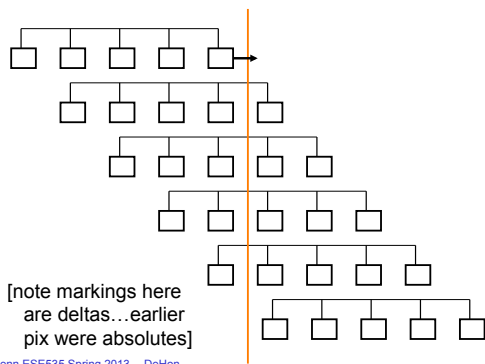 [note markings here
are deltas…earlier
pix were absolutes]
Penn ESE535 Spring 2013 -- DeHon